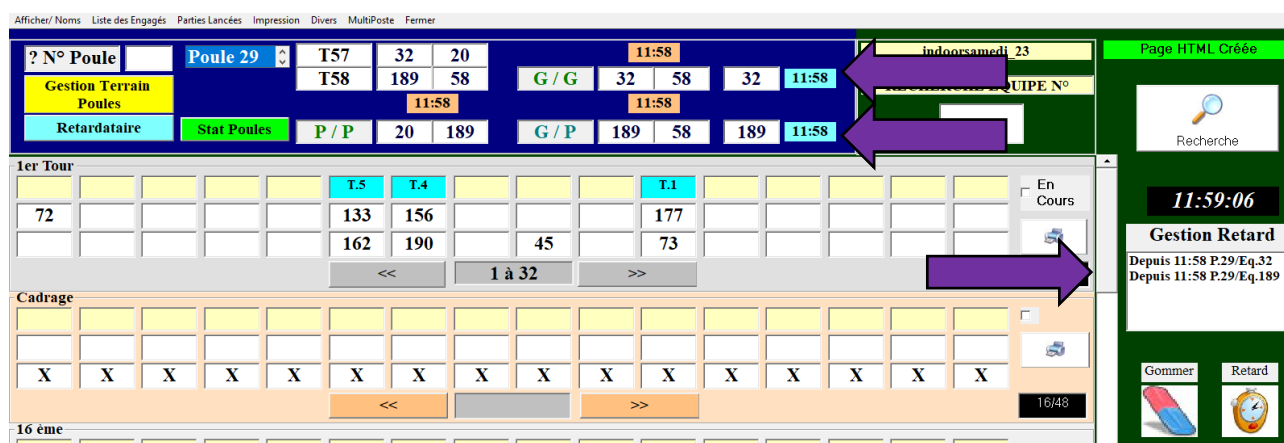 Afficher/ Noms Liste des Engagés Parties Lancées Impression Divers MultiPoste Fermer
? N° Poule Poule 29 T57 32 20 11:58 indoorsamedi_23 Page HTML Créée
T58 189 58 G / G 32 58 32 11:58
Gestion Terrain
Poules 11:58 11:58 EQUIPE N°
Retardataire Stat Poules P / P 20 189 G / P 189 58 189 11:58
Recherche
1er Tour
T.5 T.4 T.1 En
Cours
72 133 156 177 11:59:06
162 190 45 73 Gestion Retard
<< 1 à 32 >>
Depuis 11:58 P.29/Eq.32
Depuis 11:58 P.29/Eq.189
Cadrage
X X X X X X X X X X X X X X X X
Gommer Retard
<< >> 16/48
16 ème